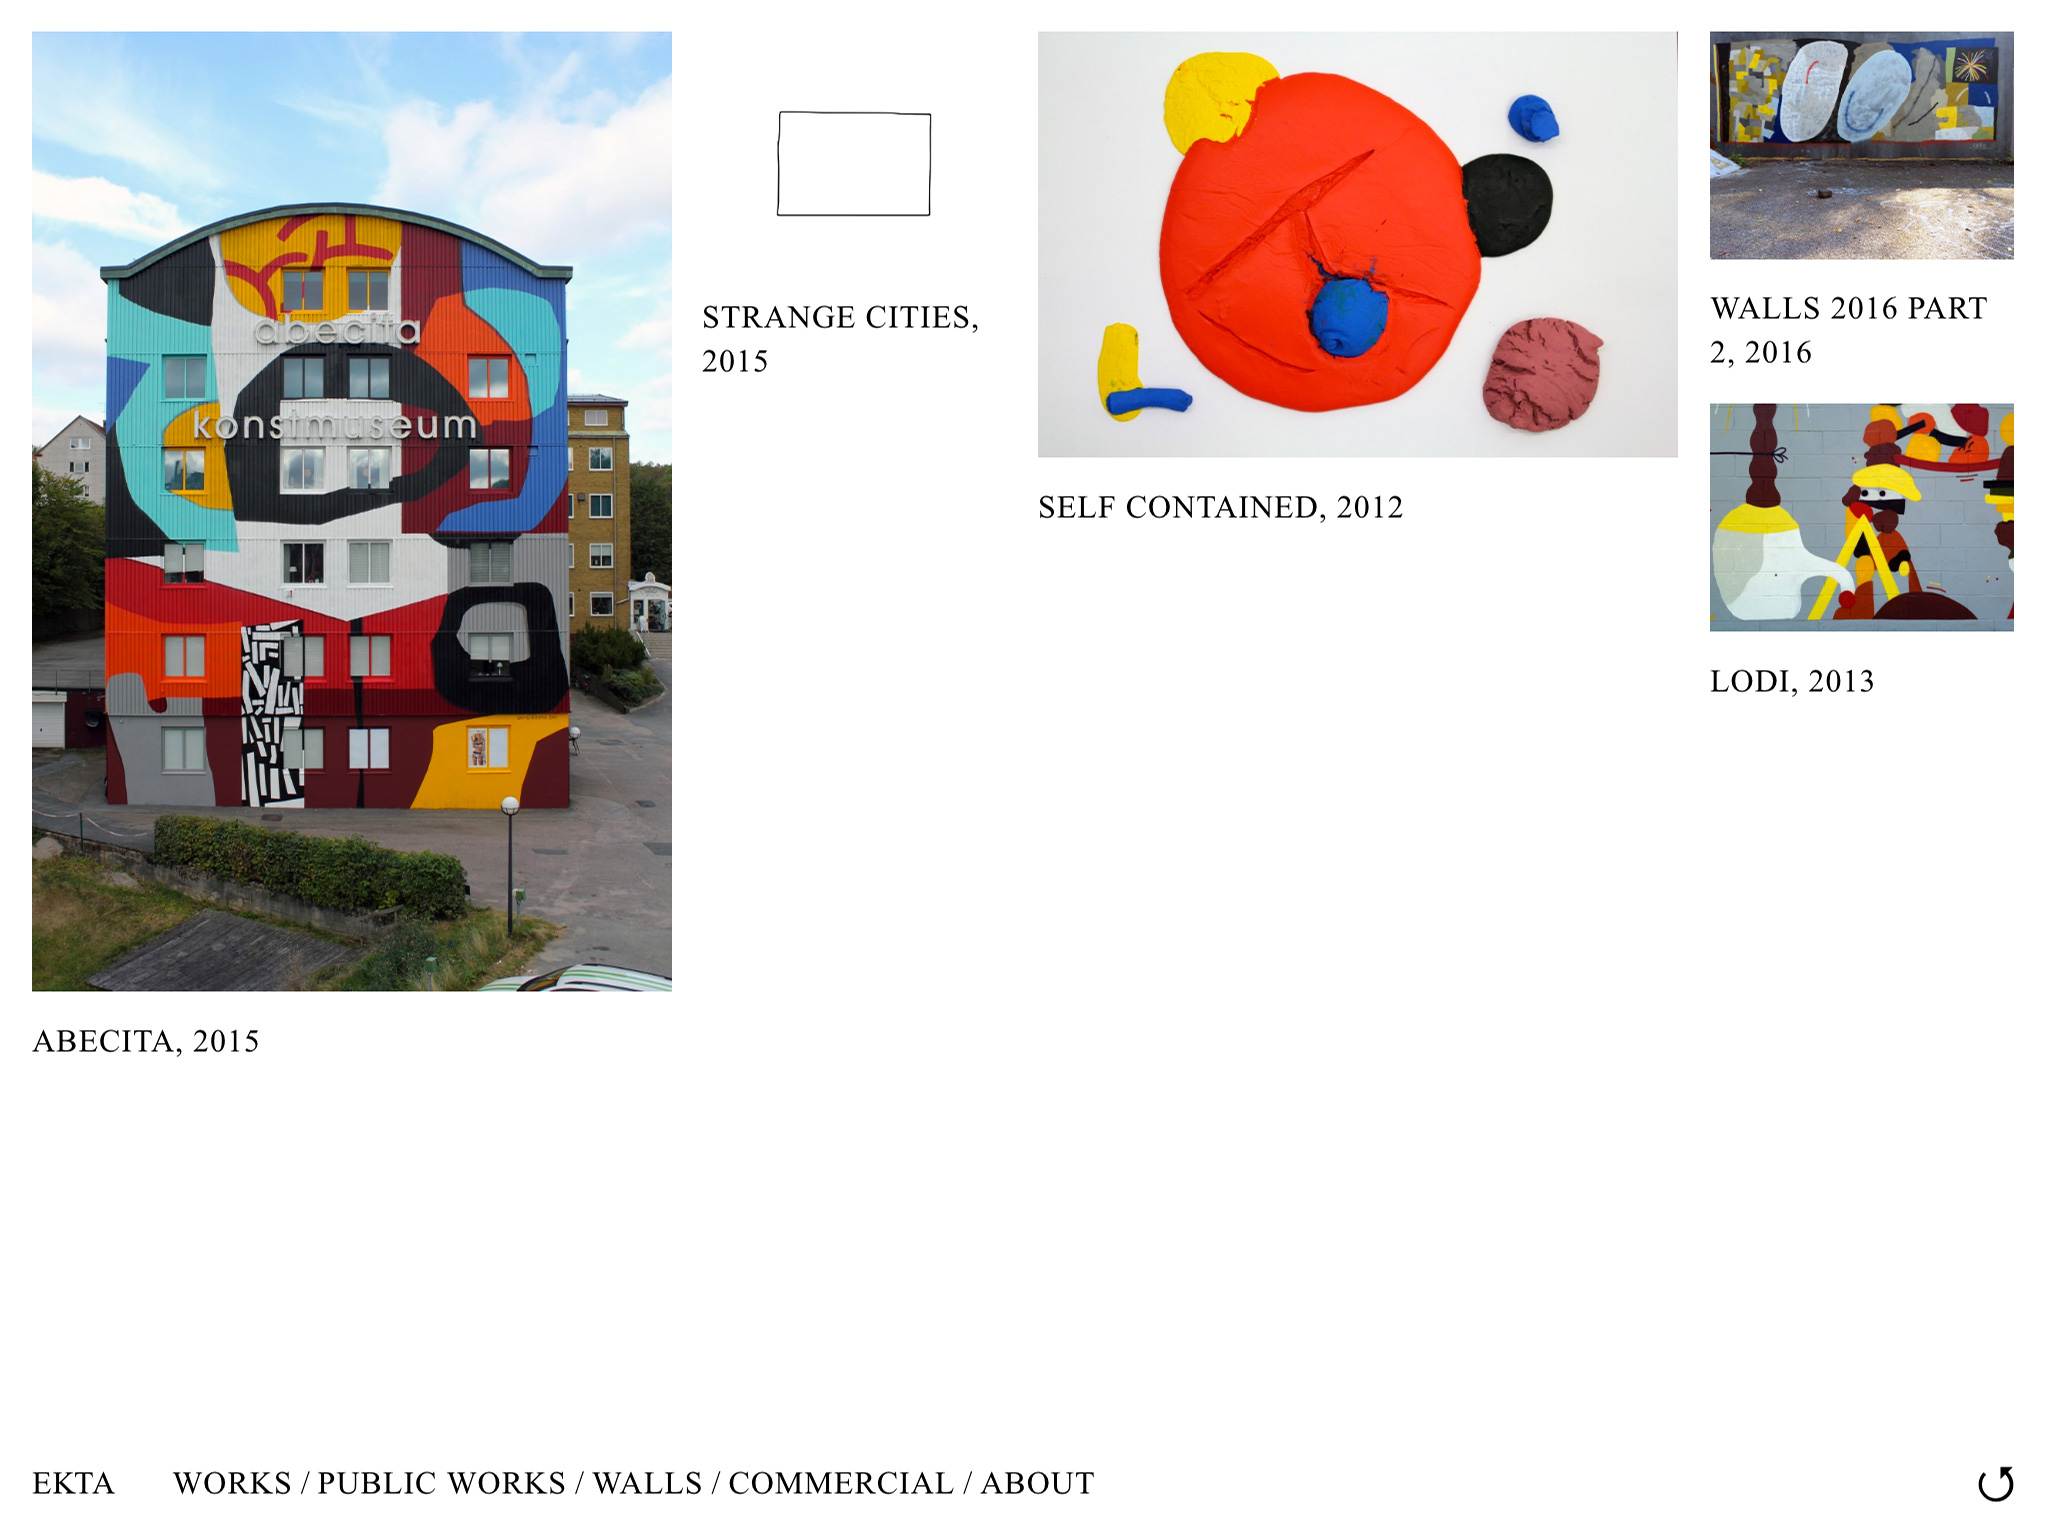 abecita
konstmuseum
ABECITA, 2015
STRANGE CITIES,
2015
SELF CONTAINED, 2012
WALLS 2016 PART
2, 2016
LODI, 2013
EKTA
WORKS / PUBLIC WORKS / WALLS / COMMERCIAL / ABOUT